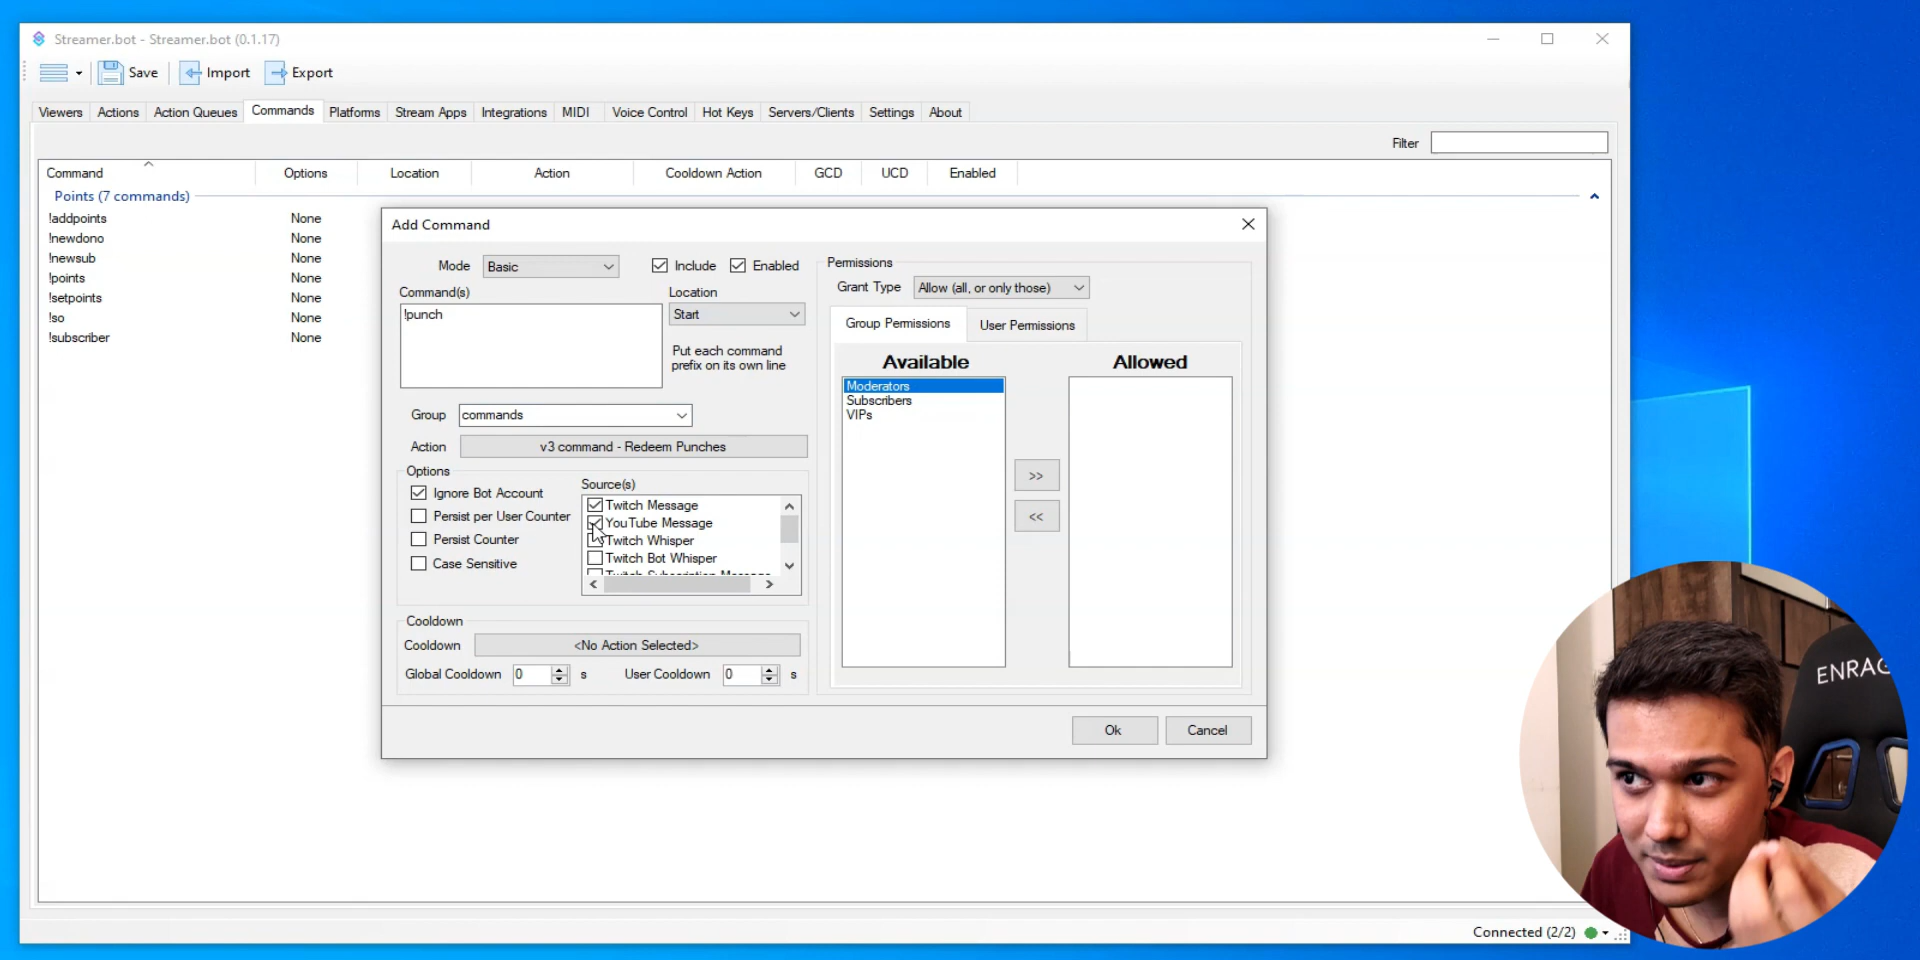 Streamer.bot - Streamer.bot (0.1.17)
Save Import Export
Viewers Actions Action Queues Commands Platforms Stream Apps Integrations MIDI Voice Control Hot Keys Servers/Clients Settings About
Filter
Command Options Location Action Cooldown Action GCD UCD Enabled
Points (7 commands)
!addpoints None
!newdono None
!newsub None
!points None
!setpoints None
!so None
!subscriber None
Add Command
Mode Basic Include Enabled
Command(s) Location
!punch Start
Put each command
prefix on its own line
Group commands
Action v3 command - Redeem Punches
Options
Ignore Bot Account
Persist per User Counter
Persist Counter
Case Sensitive
Source(s)
Twitch Message
YouTube Message
Twitch Whisper
Twitch Bot Whisper
Twitch Subscription Message
Cooldown
Cooldown <No Action Selected>
Global Cooldown 0 s User Cooldown 0 s
Permissions
Grant Type Allow (all, or only those)
Group Permissions User Permissions
Available Allowed
Moderators
Subscribers
VIPs
>>
<<
Ok Cancel
Connected (2/2)